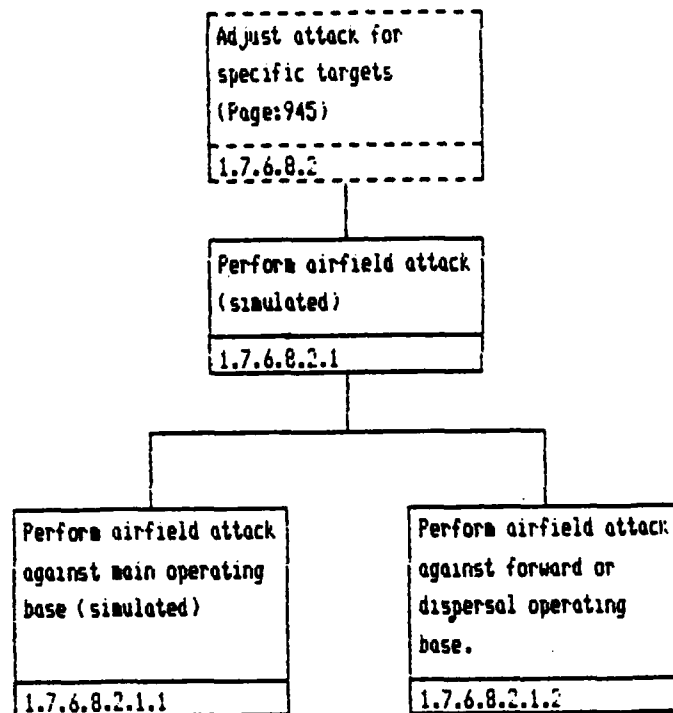 Adjust attack for
specific targets
(Page:945)
1.7.6.8.2
Perform airfield attack
(simulated)
1.7.6.8.2.1
Perform airfield attack
against main operating
base (simulated)
1.7.6.8.2.1.1
Perform airfield attack
against forward or
dispersal operating
base.
1.7.6.8.2.1.2